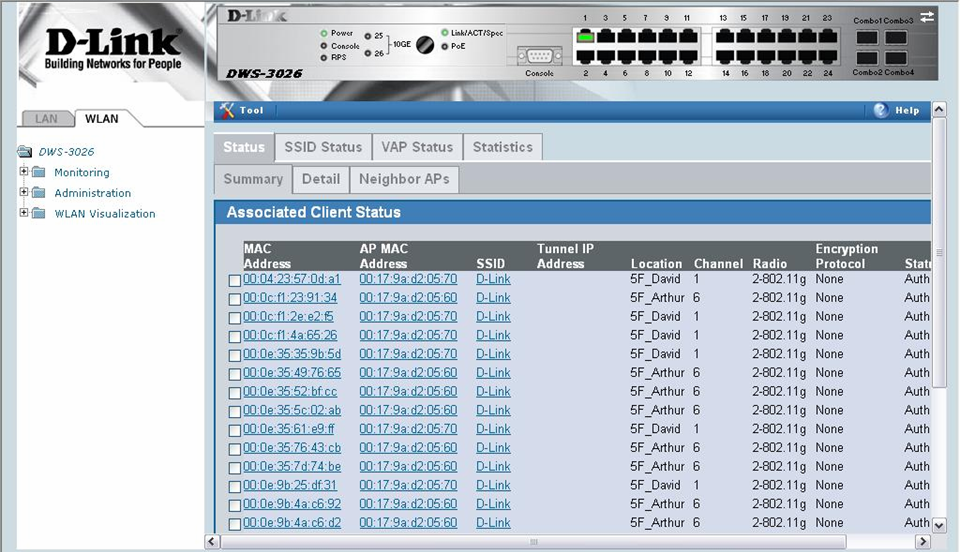 D-Link
Building Networks for People
D-Link
Power
Console
RPS
25
26
10GE
Link/ACT/Spee
PoE
Console
DWS-3026
1 3 5 7 9 11 13 15 17 19 21 23
2 4 6 8 10 12 14 16 18 20 22 24
Combo1 Combo3
Combo2 Combo4
LAN WLAN
DWS-3026
Monitoring
Administration
WLAN Visualization
Tool Help
Status SSID Status VAP Status Statistics
Summary Detail Neighbor APs
Associated Client Status
MAC Address AP MAC Address SSID Tunnel IP Address Location Channel Radio Encryption Protocol Statu
00:04:23:57:0d:a1 00:17:9a:d2:05:70 D-Link 5F_David 1 2-802.11g None Auth
00:0c:f1:23:91:34 00:17:9a:d2:05:60 D-Link 5F_Arthur 6 2-802.11g None Auth
00:0c:f1:2e:e2:f5 00:17:9a:d2:05:70 D-Link 5F_David 1 2-802.11g None Auth
00:0c:f1:4a:65:26 00:17:9a:d2:05:70 D-Link 5F_David 1 2-802.11g None Auth
00:0e:35:35:9b:5d 00:17:9a:d2:05:70 D-Link 5F_David 1 2-802.11g None Auth
00:0e:35:49:76:65 00:17:9a:d2:05:60 D-Link 5F_Arthur 6 2-802.11g None Auth
00:0e:35:52:bf:cc 00:17:9a:d2:05:60 D-Link 5F_Arthur 6 2-802.11g None Auth
00:0e:35:5c:02:ab 00:17:9a:d2:05:60 D-Link 5F_Arthur 6 2-802.11g None Auth
00:0e:35:61:e9:ff 00:17:9a:d2:05:70 D-Link 5F_David 1 2-802.11g None Auth
00:0e:35:76:43:cb 00:17:9a:d2:05:60 D-Link 5F_Arthur 6 2-802.11g None Auth
00:0e:35:7d:74:be 00:17:9a:d2:05:60 D-Link 5F_Arthur 6 2-802.11g None Auth
00:0e:9b:25:df:31 00:17:9a:d2:05:70 D-Link 5F_David 1 2-802.11g None Auth
00:0e:9b:4a:c6:92 00:17:9a:d2:05:60 D-Link 5F_Arthur 6 2-802.11g None Auth
00:0e:9b:4a:c6:d2 00:17:9a:d2:05:60 D-Link 5F_Arthur 6 2-802.11g None Auth